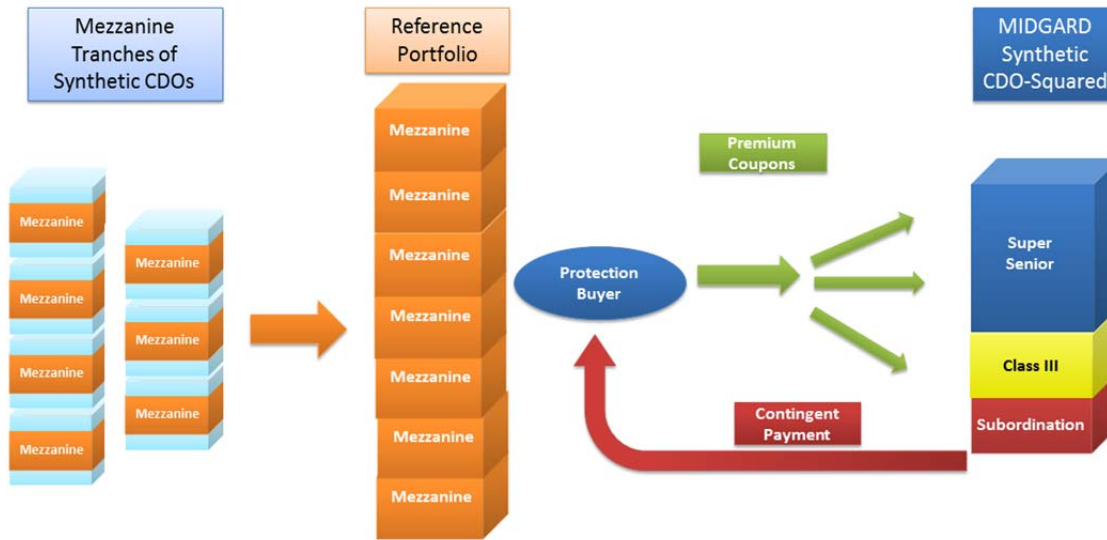 Mezzanine
Tranches of
Synthetic CDOs
Reference
Portfolio
MIDGARD
Synthetic
CDO-Squared
Mezzanine
Mezzanine
Mezzanine
Mezzanine
Mezzanine
Mezzanine
Mezzanine
Mezzanine
Mezzanine
Mezzanine
Mezzanine
Mezzanine
Mezzanine
Mezzanine
Protection
Buyer
Premium
Coupons
Contingent
Payment
Super
Senior
Class III
Subordination